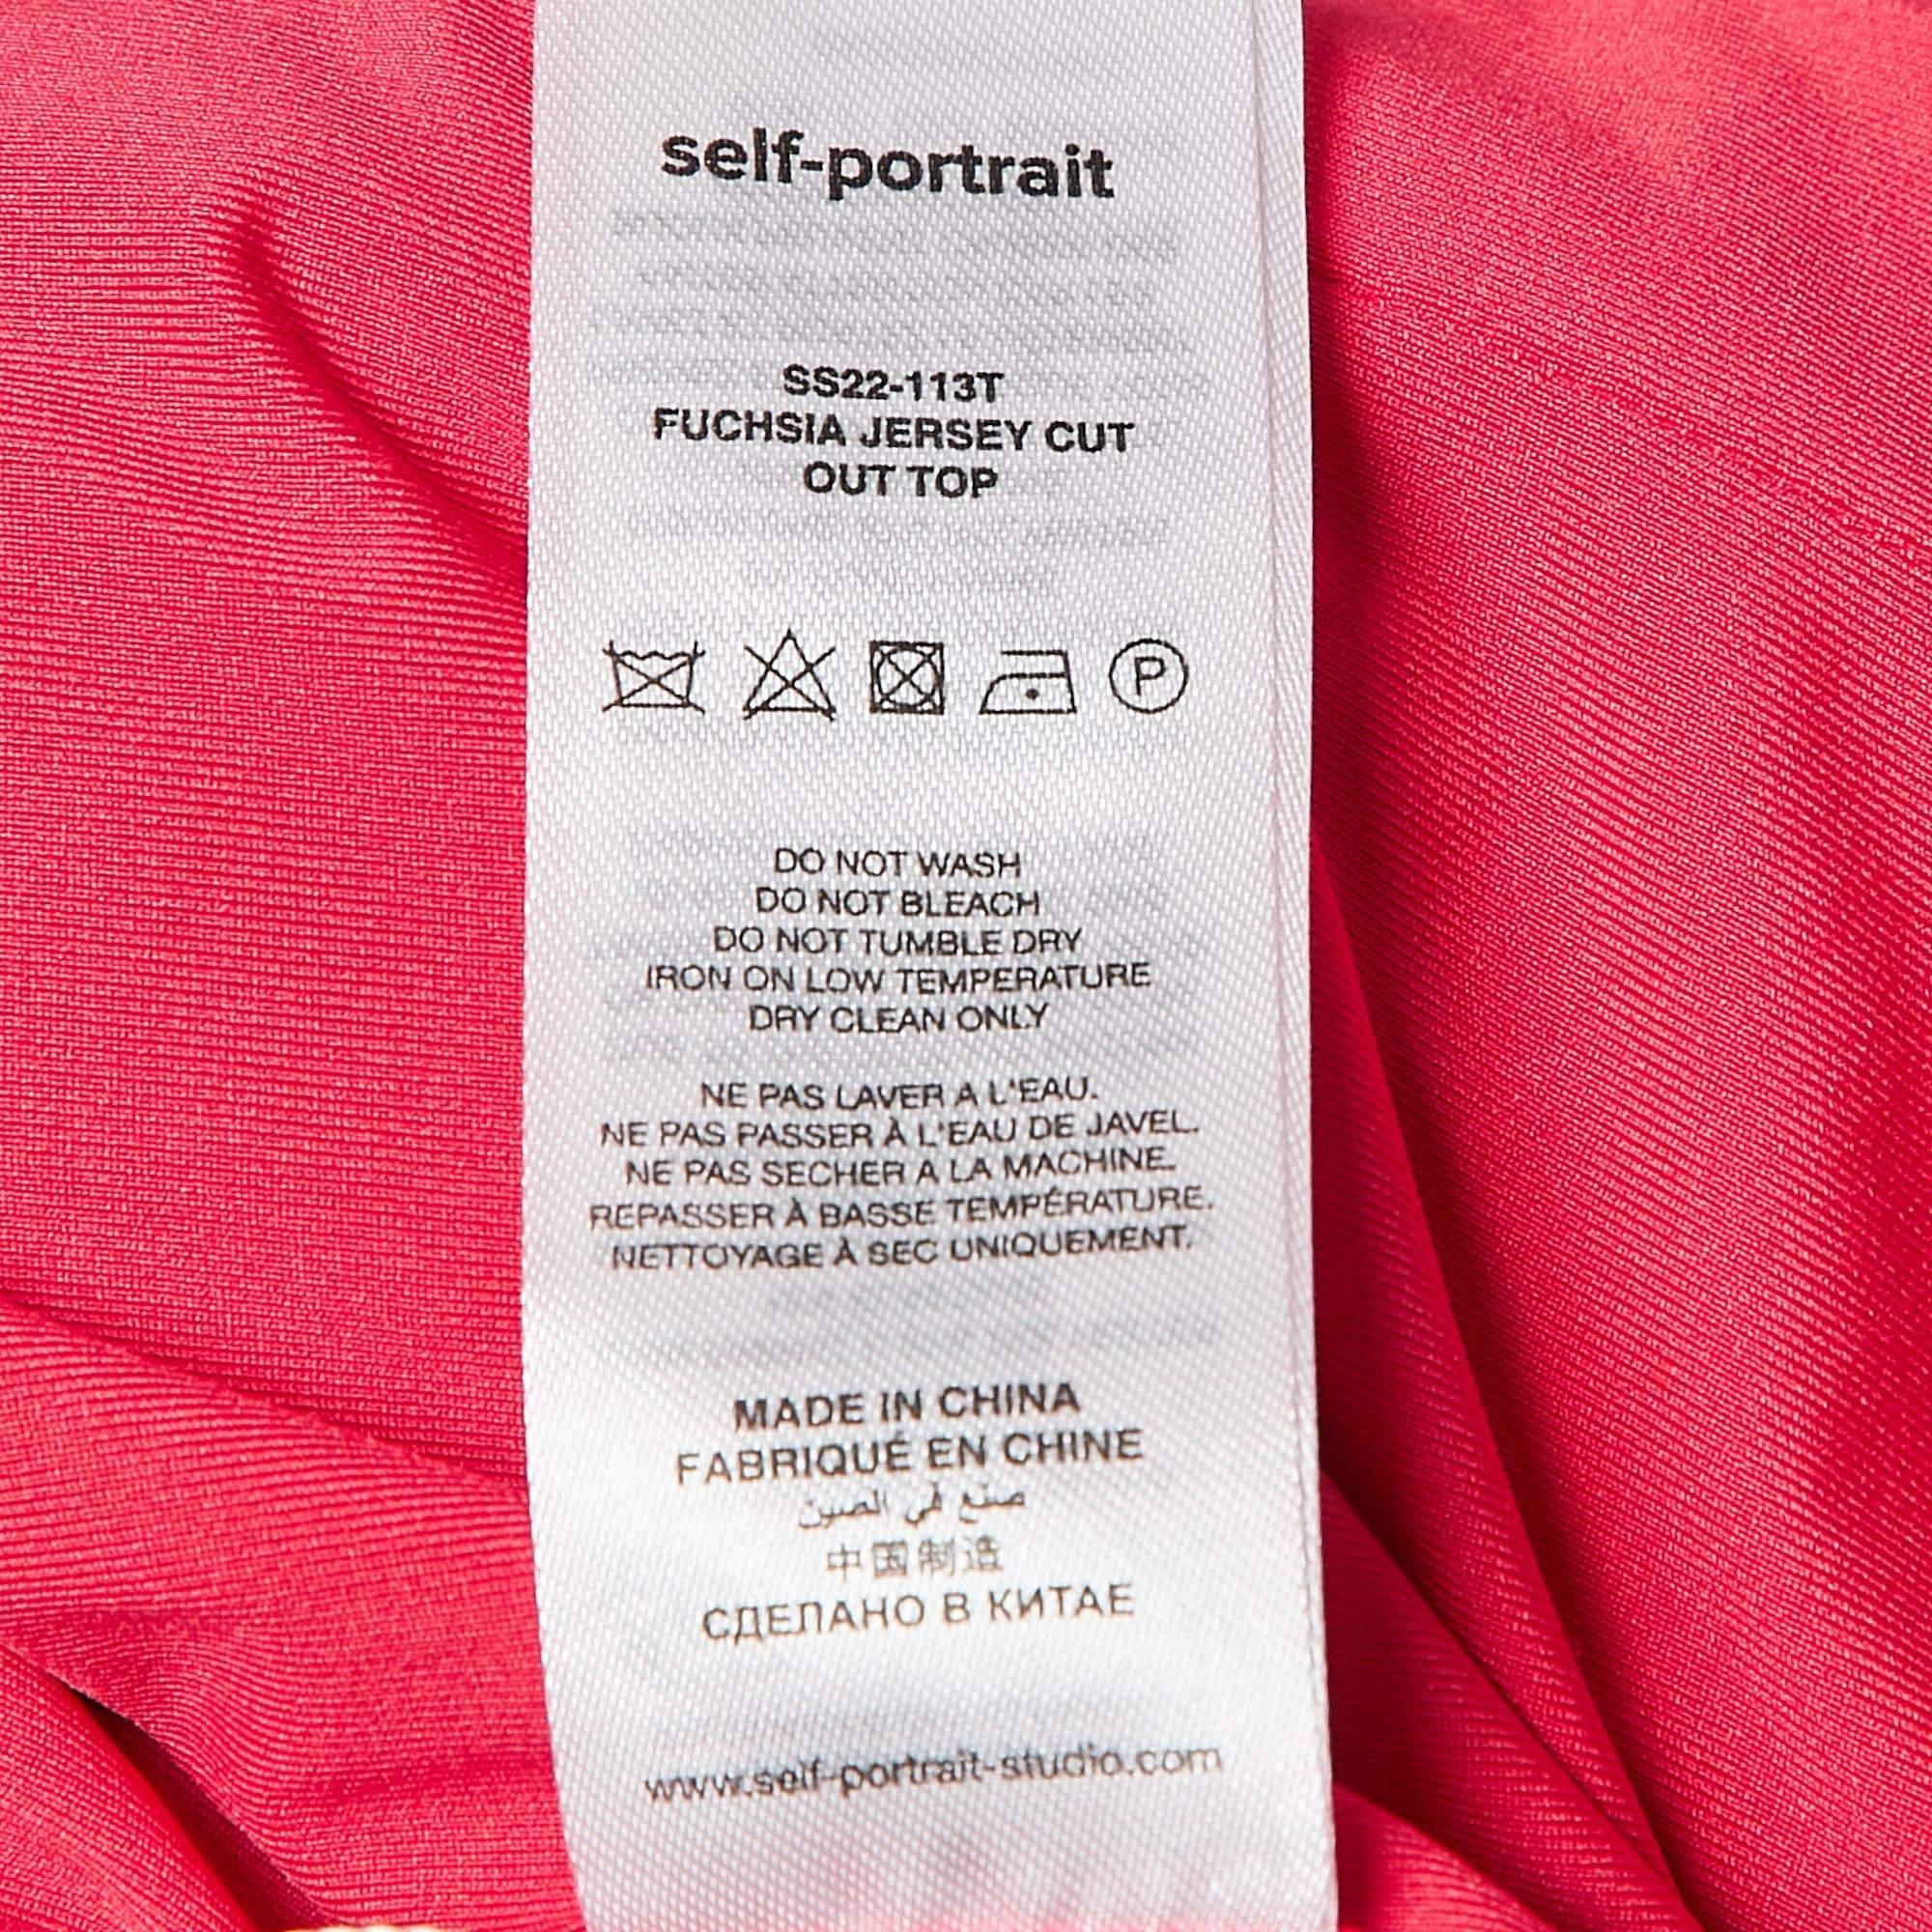 self-portrait
SS22-113T
FUCHSIA JERSEY CUT
OUT TOP
P
DO NOT WASH
DO NOT BLEACH
DO NOT TUMBLE DRY
IRON ON LOW TEMPERATURE
DRY CLEAN ONLY
NE PAS LAVER A L'EAU.
NE PAS PASSER À L'EAU DE JAVEL.
NE PAS SECHER A LA MACHINE.
REPASSER À BASSE TEMPÉRATURE.
NETTOYAGE À SEC UNIQUEMENT.
MADE IN CHINA
FABRIQUÉ EN CHINE
صنع في الصين
中国制造
СДЕЛАНО В КИТАЕ
www.self-portrait-studio.com